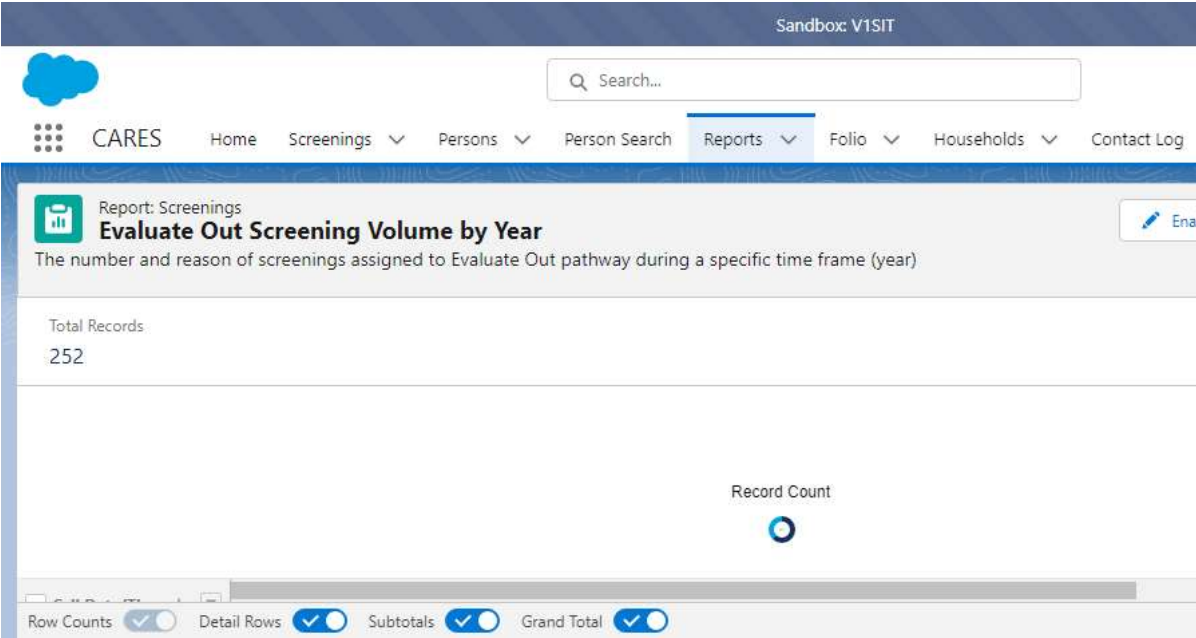 Sandbox: V1SIT
Search...
CARES Home Screenings Persons Person Search Reports Folio Households Contact Log
Report: Screenings
Evaluate Out Screening Volume by Year
Ena
The number and reason of screenings assigned to Evaluate Out pathway during a specific time frame (year)
Total Records
252
Record Count
Row Counts Detail Rows Subtotals Grand Total